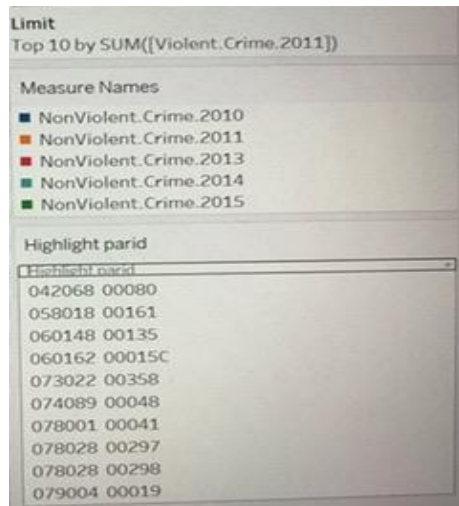 Limit
Top 10 by SUM([Violent.Crime.2011])
Measure Names
NonViolent.Crime.2010
NonViolent.Crime.2011
NonViolent.Crime.2013
NonViolent.Crime.2014
NonViolent.Crime.2015
Highlight parid
Highlight parid
042068 00080
058018 00161
060148 00135
060162 00015C
073022 00358
074089 00048
078001 00041
078028 00297
078028 00298
079004 00019